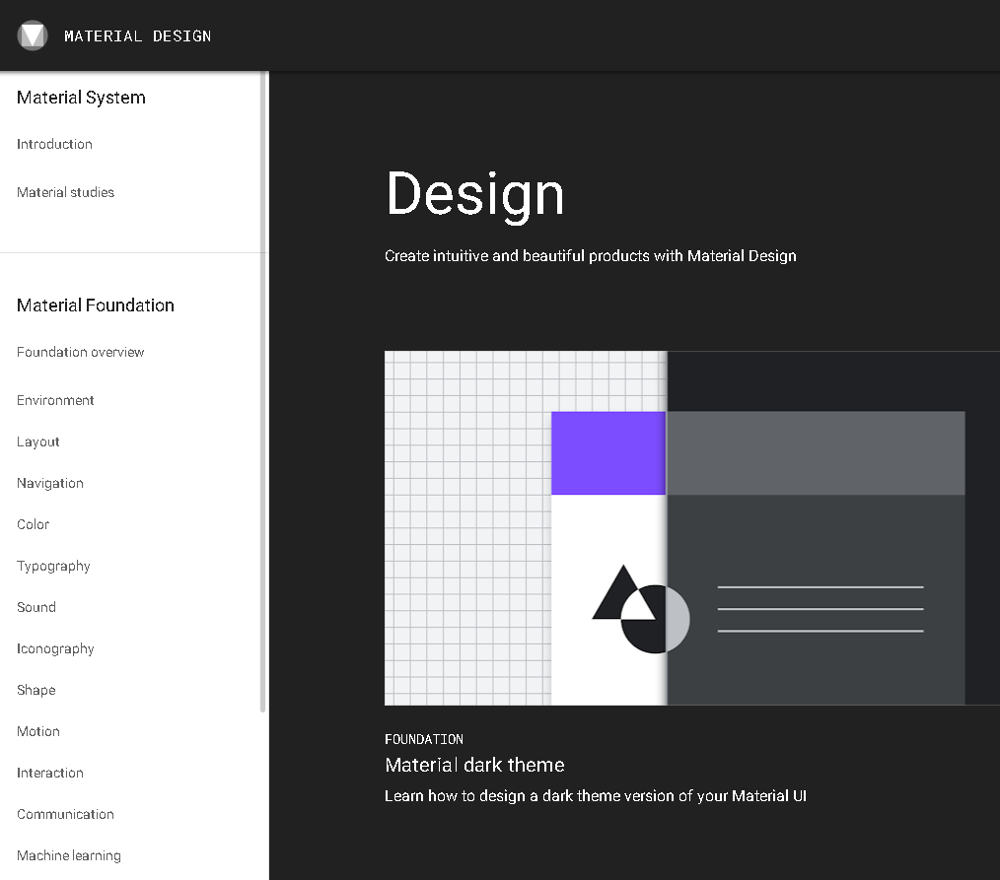 MATERIAL DESIGN
Material System
Introduction
Material studies
Material Foundation
Foundation overview
Environment
Layout
Navigation
Color
Typography
Sound
Iconography
Shape
Motion
Interaction
Communication
Machine learning
Design
Create intuitive and beautiful products with Material Design
FOUNDATION
Material dark theme
Learn how to design a dark theme version of your Material UI